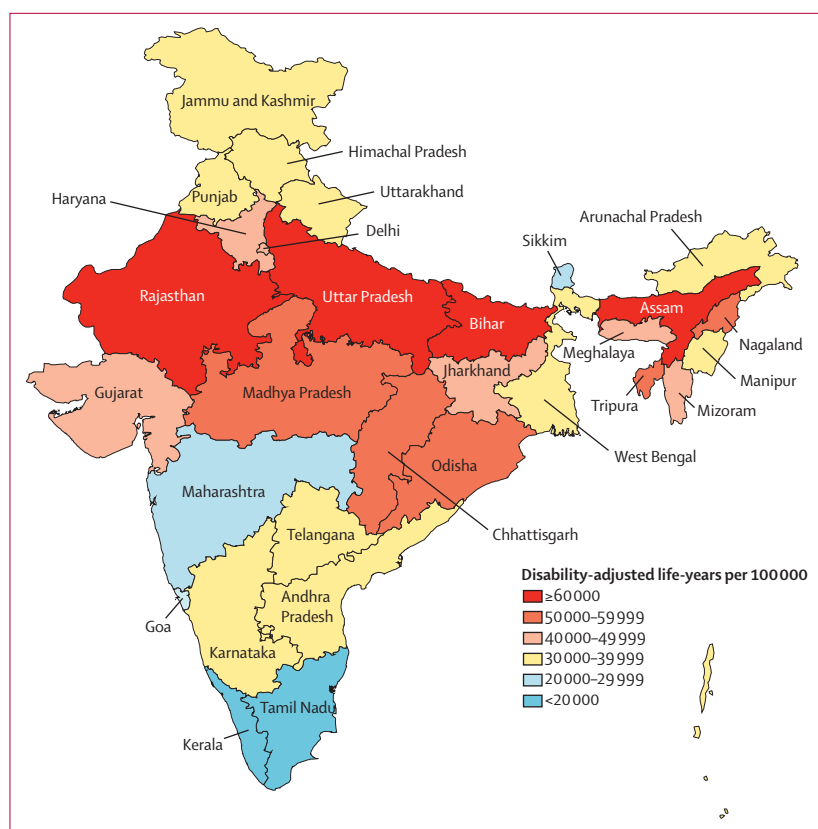 Jammu and Kashmir
Himachal Pradesh
Punjab
Uttarakhand
Haryana
Delhi
Arunachal Pradesh
Sikkim
Rajasthan
Uttar Pradesh
Bihar
Assam
Nagaland
Meghalaya
Manipur
Jharkhand
Gujarat
Madhya Pradesh
Tripura
Mizoram
West Bengal
Odisha
Maharashtra
Chhattisgarh
Telangana
Andhra
Pradesh
Goa
Karnataka
Tamil Nadu
Kerala
Disability-adjusted life-years per 100 000
≥60 000
50 000–59 999
40 000–49 999
30 000–39 999
20 000–29 999
<20 000